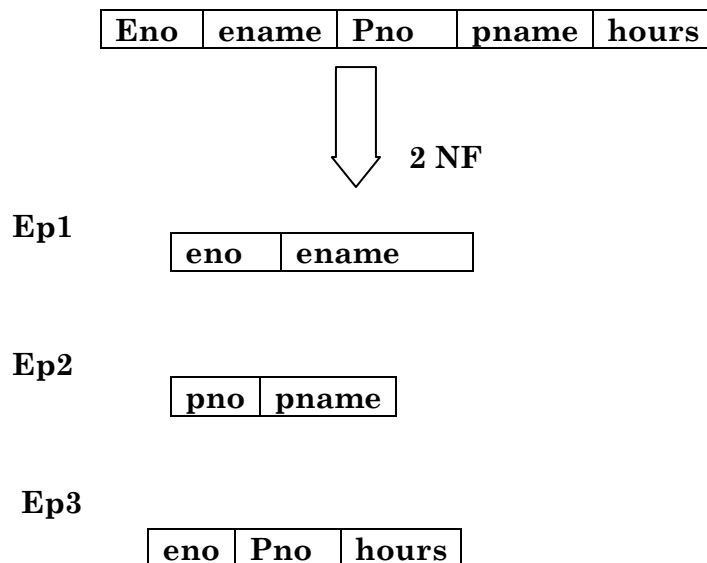 Eno ename Pno pname hours
2 NF
Ep1
eno ename
Ep2
pno pname
Ep3
eno Pno hours